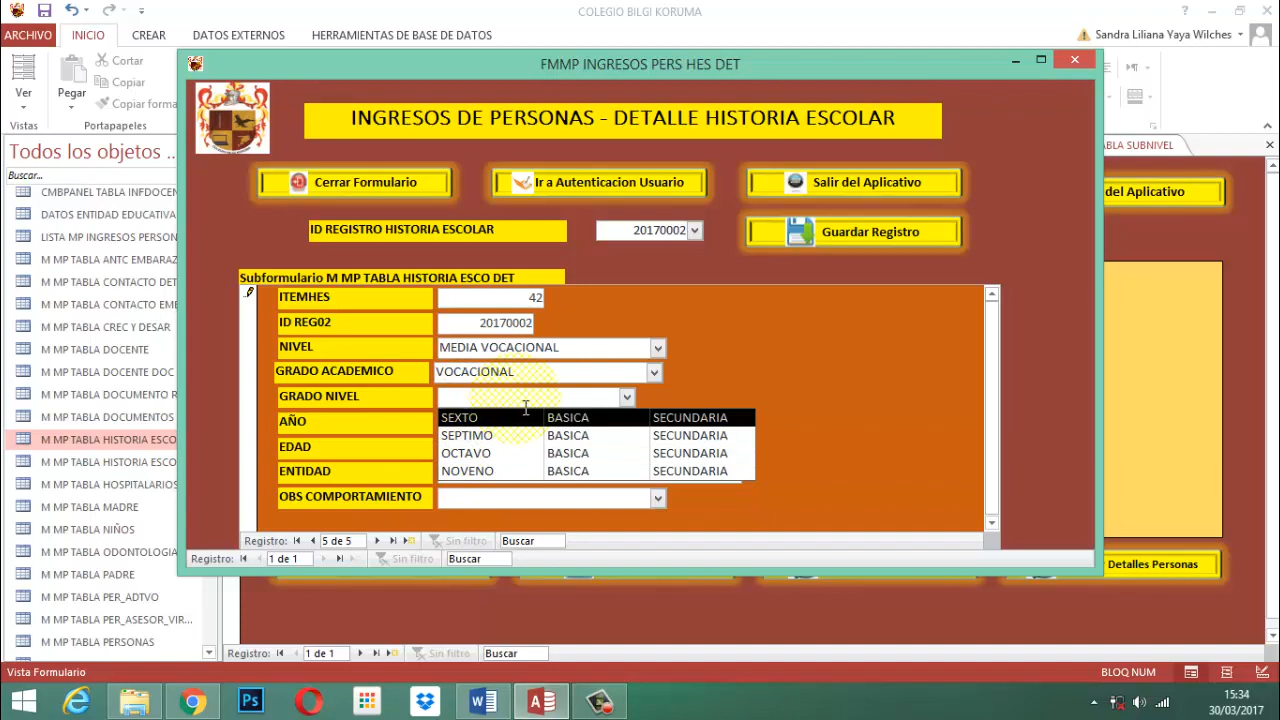 COLEGIO BILGI KORUMA
ARCHIVO INICIO CREAR DATOS EXTERNOS HERRAMIENTAS DE BASE DE DATOS Sandra Liliana Yaya Wilches
Ver
Vistas
Pegar
Cortar
Copiar
Copiar forma
Portapapeles
FMMP INGRESOS PERS HES DET
INGRESOS DE PERSONAS - DETALLE HISTORIA ESCOLAR
Cerrar Formulario
Ir a Autenticacion Usuario
Salir del Aplicativo
ID REGISTRO HISTORIA ESCOLAR 20170002
Guardar Registro
Subformulario M MP TABLA HISTORIA ESCO DET
ITEMHES 42
ID REG02 20170002
NIVEL MEDIA VOCACIONAL
GRADO ACADEMICO VOCACIONAL
GRADO NIVEL
SEXTO BASICA SECUNDARIA
SEPTIMO BASICA SECUNDARIA
OCTAVO BASICA SECUNDARIA
NOVENO BASICA SECUNDARIA
AÑO
EDAD
ENTIDAD
OBS COMPORTAMIENTO
Registro: 5 de 5 Sin filtro Buscar
Registro: 1 de 1 Sin filtro Buscar
Todos los objetos ...
Buscar...
CMBPANEL TABLA INFDOCEN
DATOS ENTIDAD EDUCATIVA
LISTA MP INGRESOS PERSON
M MP TABLA ANTC EMBARAZ
M MP TABLA CONTACTO DET
M MP TABLA CONTACTO EME
M MP TABLA CREC Y DESAR
M MP TABLA DOCENTE
M MP TABLA DOCENTE DOC
M MP TABLA DOCUMENTO R
M MP TABLA DOCUMENTOS
M MP TABLA HISTORIA ESCO
M MP TABLA HISTORIA ESCO
M MP TABLA HOSPITALARIOS
M MP TABLA MADRE
M MP TABLA NIÑOS
M MP TABLA ODONTOLOGIA
M MP TABLA PADRE
M MP TABLA PER_ADTVO
M MP TABLA PER_ASESOR_VIR...
M MP TABLA PERSONAS
ABLA SUBNIVEL
del Aplicativo
Detalles Personas
Registro: 1 de 1 Sin filtro Buscar
Vista Formulario BLOQ NUM
15:34
30/03/2017